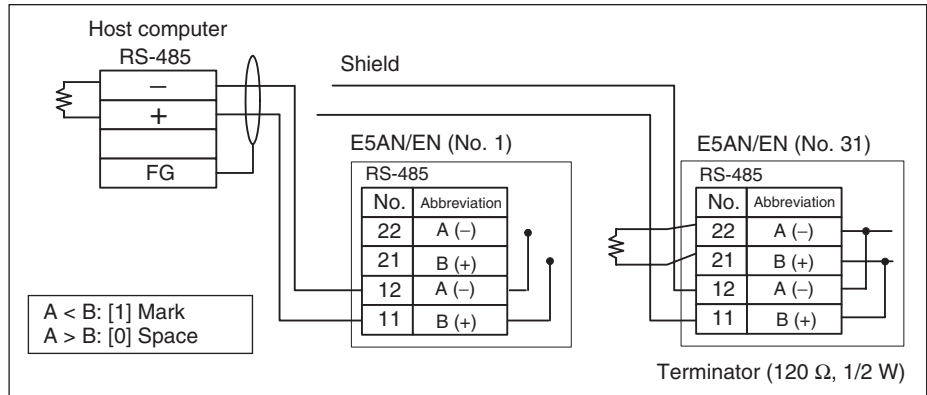 Host computer
RS-485
−
+
FG
Shield
E5AN/EN (No. 1)
RS-485
No. Abbreviation
22 A (−)
21 B (+)
12 A (−)
11 B (+)
E5AN/EN (No. 31)
RS-485
No. Abbreviation
22 A (−)
21 B (+)
12 A (−)
11 B (+)
A < B: [1] Mark
A > B: [0] Space
Terminator (120 Ω, 1/2 W)